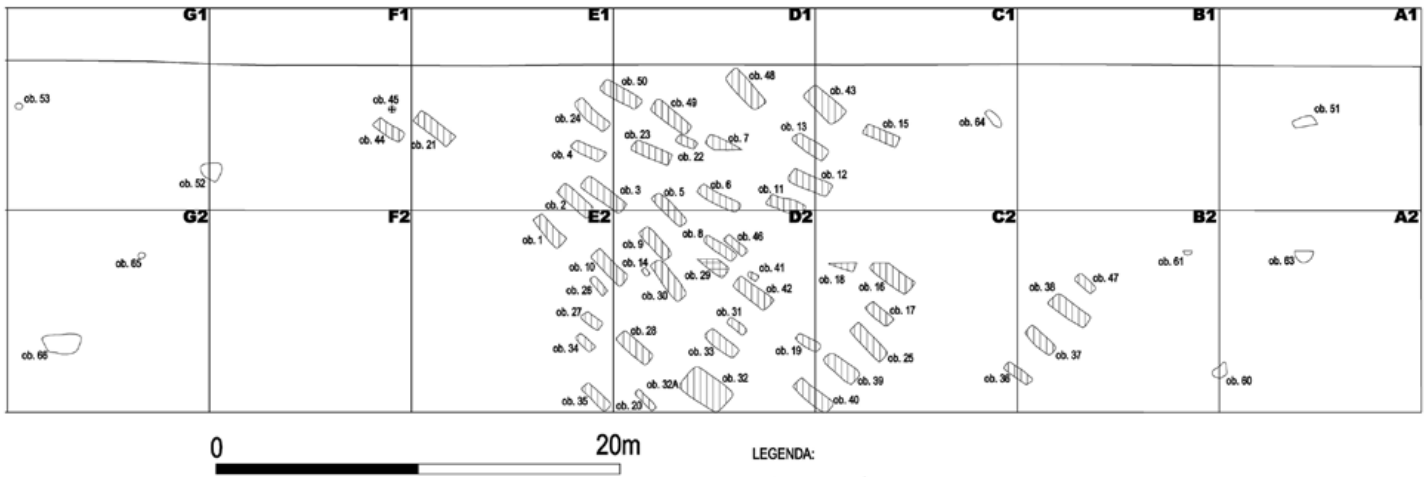 G1 F1 E1 D1 C1 B1 A1
ob. 48
ob. 50
ob. 53 ob. 45 ob. 49 ob. 43 ob. 51
ob. 24 ob. 64
ob. 44 ob. 21 ob. 23 ob. 7 ob. 13 ob. 15
ob. 4 ob. 22
ob. 52 ob. 12
ob. 3 ob. 5 ob. 6 ob. 11
ob. 2
G2 F2 E2 D2 C2 B2 A2
ob. 1 ob. 9 ob. 8 ob. 46
ob. 65 ob. 10 ob. 14 ob. 29 ob. 41 ob. 18 ob. 61 ob. 63
ob. 26 ob. 30 ob. 42 ob. 16 ob. 38 ob. 47
ob. 27 ob. 31 ob. 17
ob. 28
ob. 66 ob. 34 ob. 33 ob. 19 ob. 25 ob. 37
ob. 32A ob. 32 ob. 39 ob. 36 ob. 60
ob. 35 ob. 20 ob. 40
0 20m
LEGENDA: